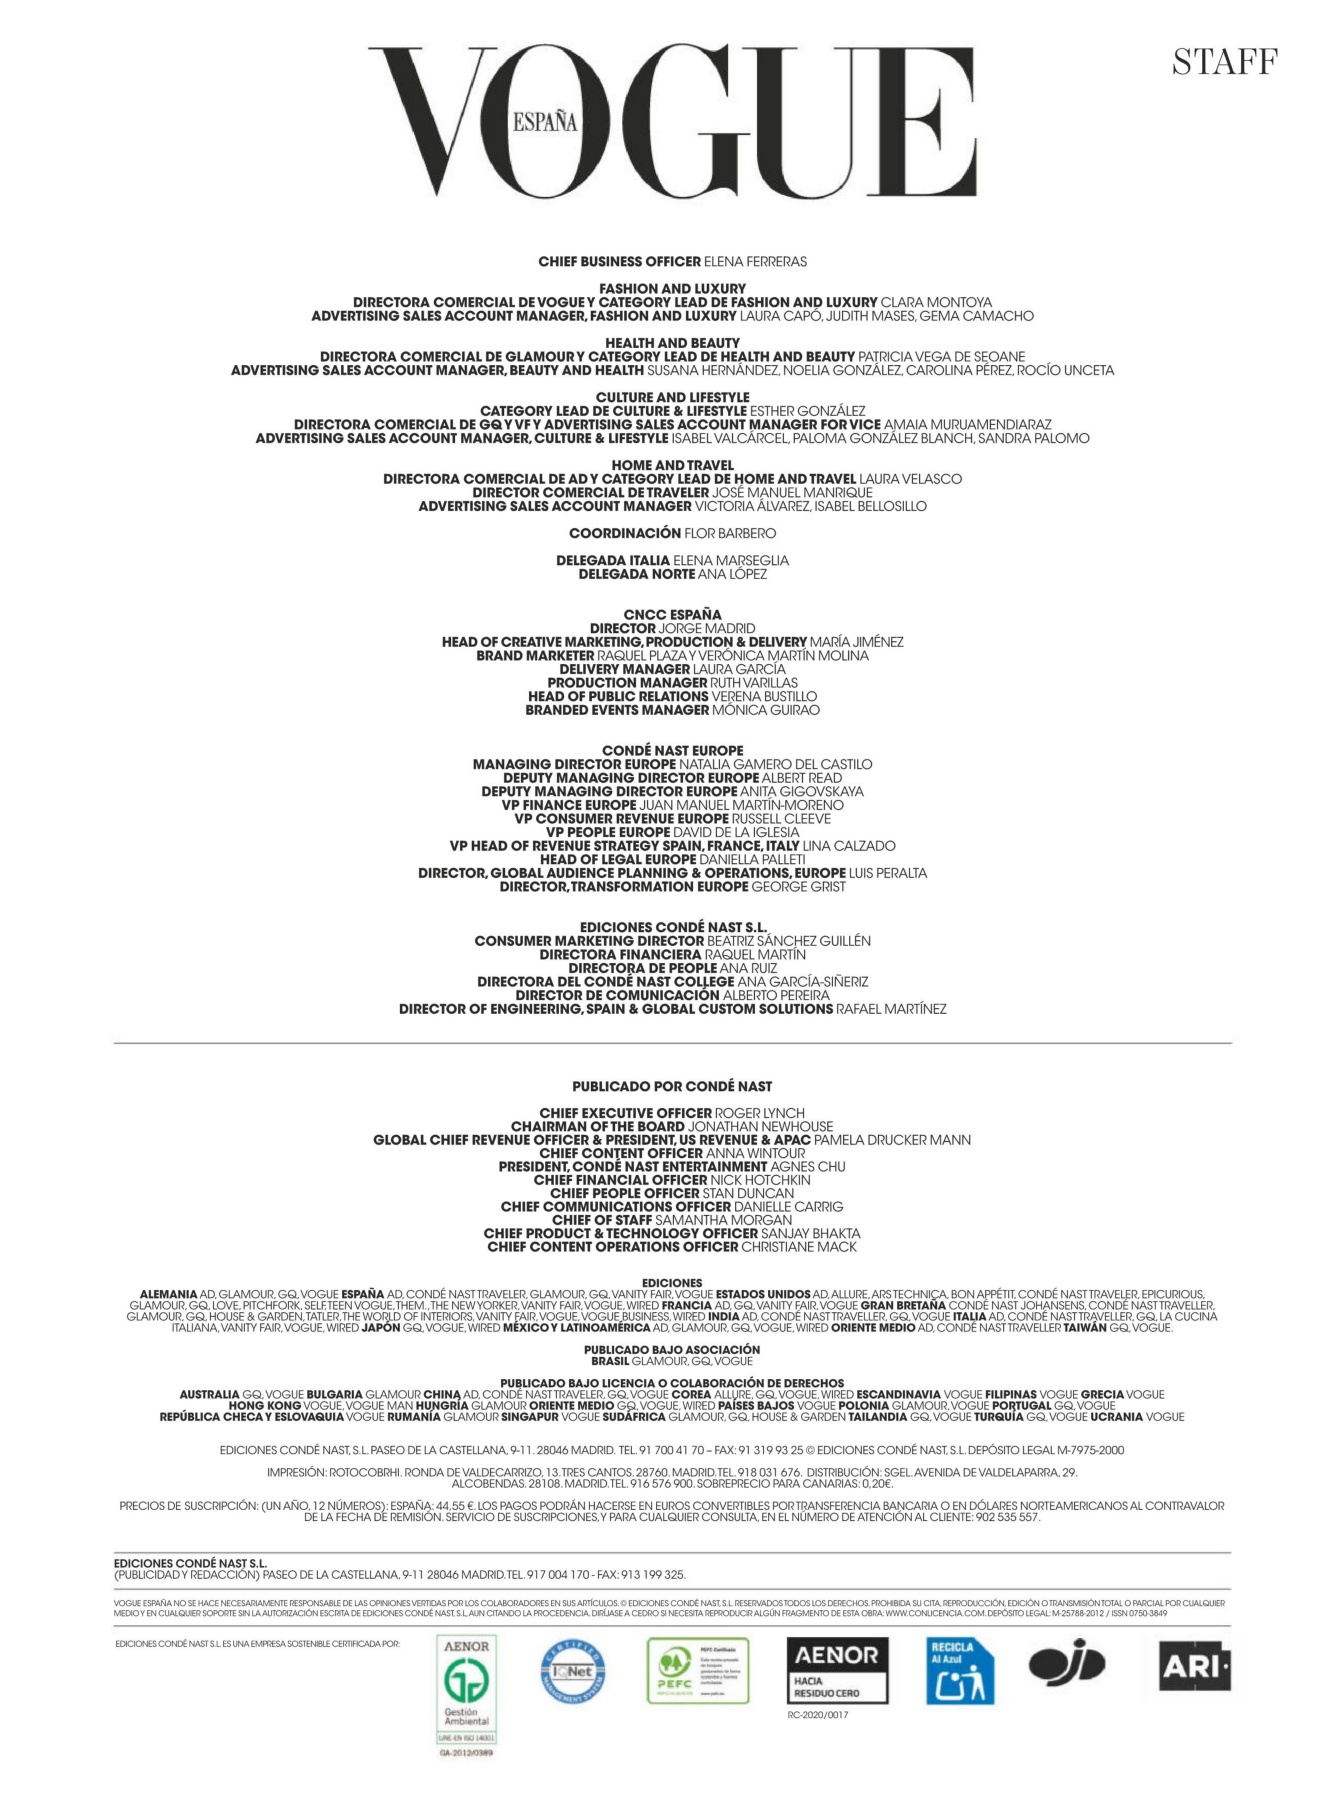 VOGUE
ESPAÑA
STAFF
CHIEF BUSINESS OFFICER ELENA FERRERAS
FASHION AND LUXURY
DIRECTORA COMERCIAL DE VOGUE Y CATEGORY LEAD DE FASHION AND LUXURY CLARA MONTOYA
ADVERTISING SALES ACCOUNT MANAGER, FASHION AND LUXURY LAURA CAPÓ, JUDITH MASES, GEMA CAMACHO
HEALTH AND BEAUTY
DIRECTORA COMERCIAL DE GLAMOUR Y CATEGORY LEAD DE HEALTH AND BEAUTY PATRICIA VEGA DE SEOANE
ADVERTISING SALES ACCOUNT MANAGER, BEAUTY AND HEALTH SUSANA HERNÁNDEZ, NOELIA GONZÁLEZ, CAROLINA PÉREZ, ROCÍO UNCETA
CULTURE AND LIFESTYLE
CATEGORY LEAD DE CULTURE & LIFESTYLE ESTHER GONZÁLEZ
DIRECTORA COMERCIAL DE GQ Y VF Y ADVERTISING SALES ACCOUNT MANAGER FOR VICE AMAIA MURUAMENDIARAZ
ADVERTISING SALES ACCOUNT MANAGER, CULTURE & LIFESTYLE ISABEL VALCÁRCEL, PALOMA GONZÁLEZ BLANCH, SANDRA PALOMO
HOME AND TRAVEL
DIRECTORA COMERCIAL DE AD Y CATEGORY LEAD DE HOME AND TRAVEL LAURA VELASCO
DIRECTOR COMERCIAL DE TRAVELER JOSÉ MANUEL MANRIQUE
ADVERTISING SALES ACCOUNT MANAGER VICTORIA ÁLVAREZ, ISABEL BELLOSILLO
COORDINACIÓN FLOR BARBERO
DELEGADA ITALIA ELENA MARSEGLIA
DELEGADA NORTE ANA LÓPEZ
CNCC ESPAÑA
DIRECTOR JORGE MADRID
HEAD OF CREATIVE MARKETING, PRODUCTION & DELIVERY MARÍA JIMÉNEZ
BRAND MARKETER RAQUEL PLAZA Y VERÓNICA MARTÍN MOLINA
DELIVERY MANAGER LAURA GARCÍA
PRODUCTION MANAGER RUTH VARILLAS
HEAD OF PUBLIC RELATIONS VERENA BUSTILLO
BRANDED EVENTS MANAGER MÓNICA GUIRAO
CONDÉ NAST EUROPE
MANAGING DIRECTOR EUROPE NATALIA GAMERO DEL CASTILO
DEPUTY MANAGING DIRECTOR EUROPE ALBERT READ
DEPUTY MANAGING DIRECTOR EUROPE ANITA GIGOVSKAYA
VP FINANCE EUROPE JUAN MANUEL MARTÍN-MORENO
VP CONSUMER REVENUE EUROPE RUSSELL CLEEVE
VP PEOPLE EUROPE DAVID DE LA IGLESIA
VP HEAD OF REVENUE STRATEGY SPAIN, FRANCE, ITALY LINA CALZADO
HEAD OF LEGAL EUROPE DANIELLA PALLETI
DIRECTOR, GLOBAL AUDIENCE PLANNING & OPERATIONS, EUROPE LUIS PERALTA
DIRECTOR, TRANSFORMATION EUROPE GEORGE GRIST
EDICIONES CONDÉ NAST S.L.
CONSUMER MARKETING DIRECTOR BEATRIZ SÁNCHEZ GUILLÉN
DIRECTORA FINANCIERA RAQUEL MARTÍN
DIRECTORA DE PEOPLE ANA RUIZ
DIRECTORA DEL CONDÉ NAST COLLEGE ANA GARCÍA-SIÑERIZ
DIRECTOR DE COMUNICACIÓN ALBERTO PEREIRA
DIRECTOR OF ENGINEERING, SPAIN & GLOBAL CUSTOM SOLUTIONS RAFAEL MARTÍNEZ
PUBLICADO POR CONDÉ NAST
CHIEF EXECUTIVE OFFICER ROGER LYNCH
CHAIRMAN OF THE BOARD JONATHAN NEWHOUSE
GLOBAL CHIEF REVENUE OFFICER & PRESIDENT, US REVENUE & APAC PAMELA DRUCKER MANN
CHIEF CONTENT OFFICER ANNA WINTOUR
PRESIDENT, CONDÉ NAST ENTERTAINMENT AGNES CHU
CHIEF FINANCIAL OFFICER NICK HOTCHKIN
CHIEF PEOPLE OFFICER STAN DUNCAN
CHIEF COMMUNICATIONS OFFICER DANIELLE CARRIG
CHIEF OF STAFF SAMANTHA MORGAN
CHIEF PRODUCT & TECHNOLOGY OFFICER SANJAY BHAKTA
CHIEF CONTENT OPERATIONS OFFICER CHRISTIANE MACK
EDICIONES
ALEMANIA AD, GLAMOUR, GQ, VOGUE ESPAÑA AD, CONDÉ NAST TRAVELER, GLAMOUR, GQ, VANITY FAIR, VOGUE ESTADOS UNIDOS AD, ALLURE, ARS TECHNICA, BON APPÉTIT, CONDÉ NAST TRAVELER, EPICURIOUS,
GLAMOUR, GQ, LOVE, PITCHFORK, SELF, TEEN VOGUE, THEM., THE NEW YORKER, VANITY FAIR, VOGUE, WIRED FRANCIA AD, GQ, VANITY FAIR, VOGUE GRAN BRETAÑA CONDÉ NAST JOHANSENS, CONDÉ NAST TRAVELLER,
GLAMOUR, GQ, HOUSE & GARDEN, TATLER, THE WORLD OF INTERIORS, VANITY FAIR, VOGUE, VOGUE BUSINESS, WIRED INDIA AD, CONDÉ NAST TRAVELLER, GQ, VOGUE ITALIA AD, CONDÉ NAST TRAVELLER, GQ, LA CUCINA
ITALIANA, VANITY FAIR, VOGUE, WIRED JAPÓN GQ, VOGUE, WIRED MÉXICO Y LATINOAMÉRICA AD, GLAMOUR, GQ, VOGUE, WIRED ORIENTE MEDIO AD, CONDÉ NAST TRAVELLER TAIWÁN GQ, VOGUE.
PUBLICADO BAJO ASOCIACIÓN
BRASIL GLAMOUR, GQ, VOGUE
PUBLICADO BAJO LICENCIA O COLABORACIÓN DE DERECHOS
AUSTRALIA GQ, VOGUE BULGARIA GLAMOUR CHINA AD, CONDÉ NAST TRAVELER, GQ, VOGUE COREA ALLURE, GQ, VOGUE, WIRED ESCANDINAVIA VOGUE FILIPINAS VOGUE GRECIA VOGUE
HONG KONG VOGUE, VOGUE MAN HUNGRÍA GLAMOUR ORIENTE MEDIO GQ, VOGUE, WIRED PAÍSES BAJOS VOGUE POLONIA GLAMOUR, VOGUE PORTUGAL GQ, VOGUE
REPÚBLICA CHECA Y ESLOVAQUIA VOGUE RUMANÍA GLAMOUR SINGAPUR VOGUE SUDÁFRICA GLAMOUR, GQ, HOUSE & GARDEN TAILANDIA GQ, VOGUE TURQUÍA GQ, VOGUE UCRANIA VOGUE
EDICIONES CONDÉ NAST, S.L. PASEO DE LA CASTELLANA, 9-11. 28046 MADRID. TEL. 91 700 41 70 – FAX: 91 319 93 25 © EDICIONES CONDÉ NAST, S.L. DEPÓSITO LEGAL M-7975-2000
IMPRESIÓN: ROTOCOBRHI. RONDA DE VALDECARRIZO, 13. TRES CANTOS. 28760. MADRID. TEL. 918 031 676. DISTRIBUCIÓN: SGEL. AVENIDA DE VALDELAPARRA, 29.
ALCOBENDAS. 28108. MADRID. TEL. 916 576 900. SOBREPRECIO PARA CANARIAS: 0,20€.
PRECIOS DE SUSCRIPCIÓN: (UN AÑO, 12 NÚMEROS): ESPAÑA: 44,55 €. LOS PAGOS PODRÁN HACERSE EN EUROS CONVERTIBLES POR TRANSFERENCIA BANCARIA O EN DÓLARES NORTEAMERICANOS AL CONTRAVALOR
DE LA FECHA DE REMISIÓN. SERVICIO DE SUSCRIPCIONES, Y PARA CUALQUIER CONSULTA, EN EL NÚMERO DE ATENCIÓN AL CLIENTE: 902 535 557.
EDICIONES CONDÉ NAST S.L.
(PUBLICIDAD Y REDACCIÓN) PASEO DE LA CASTELLANA, 9-11 28046 MADRID. TEL. 917 004 170 - FAX: 913 199 325.
VOGUE ESPAÑA NO SE HACE NECESARIAMENTE RESPONSABLE DE LAS OPINIONES VERTIDAS POR LOS COLABORADORES EN SUS ARTÍCULOS. © EDICIONES CONDÉ NAST, S.L. RESERVADOS TODOS LOS DERECHOS. PROHIBIDA SU CITA, REPRODUCCIÓN, EDICIÓN O TRANSMISIÓN TOTAL O PARCIAL POR CUALQUIER
MEDIO Y EN CUALQUIER SOPORTE SIN LA AUTORIZACIÓN ESCRITA DE EDICIONES CONDÉ NAST, S.L. AUN CITANDO LA PROCEDENCIA. DIRÍJASE A CEDRO SI NECESITA REPRODUCIR ALGÚN FRAGMENTO DE ESTA OBRA: WWW.CONLICENCIA.COM. DEPÓSITO LEGAL: M-25788-2012 / ISSN 0750-3849
EDICIONES CONDÉ NAST S.L. ES UNA EMPRESA SOSTENIBLE CERTIFICADA POR:
AENOR
Gestión
Ambiental
UNE-EN ISO 14001
GA-2012/0389
CERTIFIED
IQNet
MANAGEMENT SYSTEM
PEFC
PEFC Certificado
www.pefc.es
AENOR
HACIA
RESIDUO CERO
RC-2020/0017
RECICLA
Al Azul
OJD
ARI